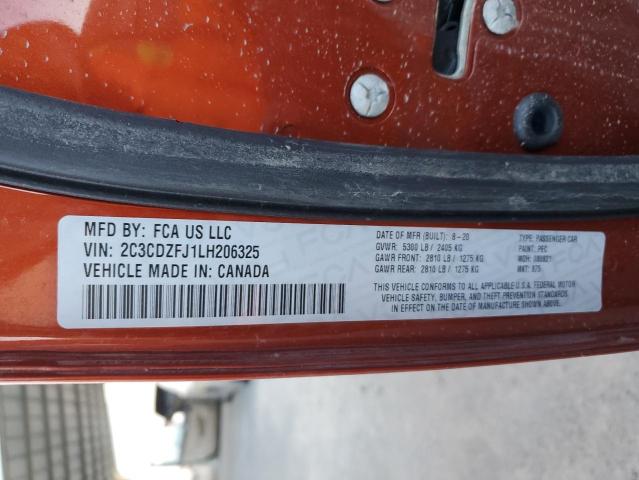 MFD BY: FCA US LLC
VIN: 2C3CDZFJ1LH206325
VEHICLE MADE IN: CANADA
DATE OF MFR (BUILT): 8-20
GVWR: 5300 LB / 2405 KG
GAWR FRONT: 2810 LB / 1275 KG
GAWR REAR: 2810 LB / 1275 KG
TYPE: PASSENGER CAR
PAINT: PEC
MDH:
MKT:
THIS VEHICLE CONFORMS TO ALL APPLICABLE U.S.A. FEDERAL MOTOR
VEHICLE SAFETY, BUMPER, AND THEFT PREVENTION STANDARDS
IN EFFECT ON THE DATE OF MANUFACTURE SHOWN ABOVE.